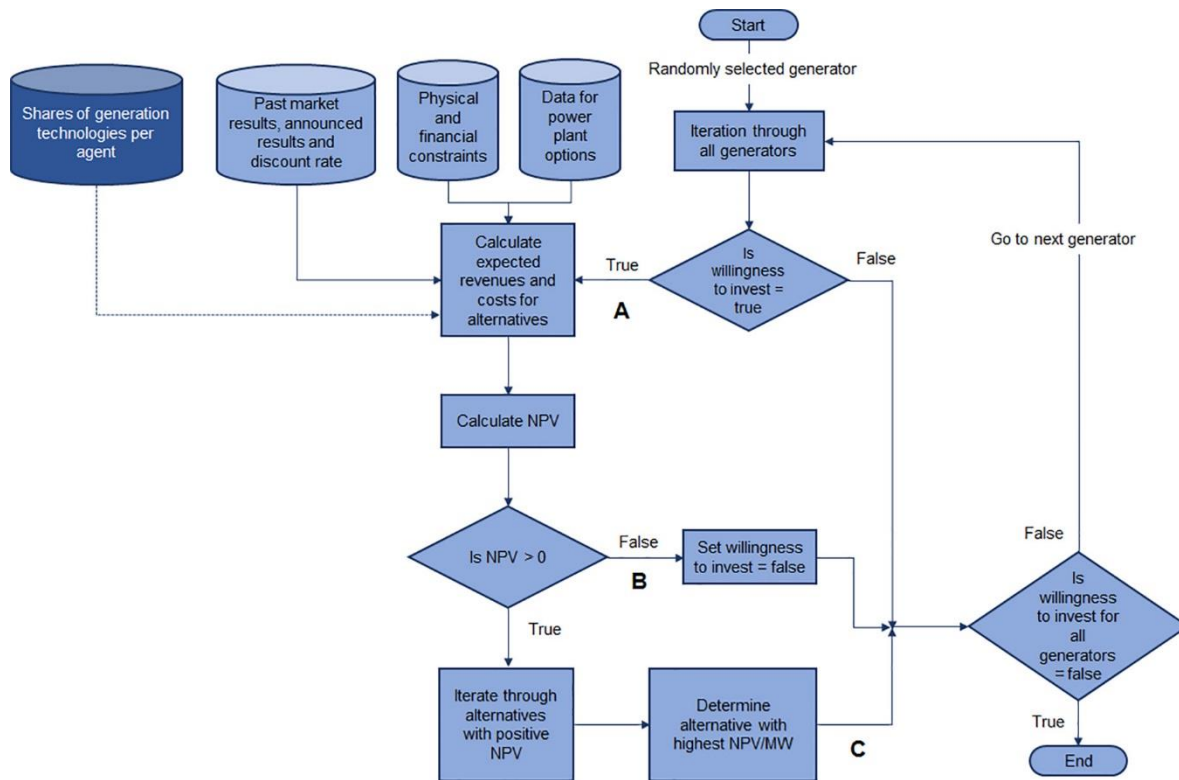 Start
Randomly selected generator
Shares of generation
technologies per
agent
Past market
results, announced
results and
discount rate
Physical
and
financial
constraints
Data for
power
plant
options
Iteration through
all generators
Calculate
expected
revenues and
costs for
alternatives
True
A
Is
willingness
to invest =
true
False
Go to next generator
Calculate NPV
Is NPV > 0
False
B
Set willingness
to invest = false
False
Is
willingness
to invest for
all
generators
= false
True
Iterate through
alternatives
with positive
NPV
Determine
alternative with
highest NPV/MW
C
True
End